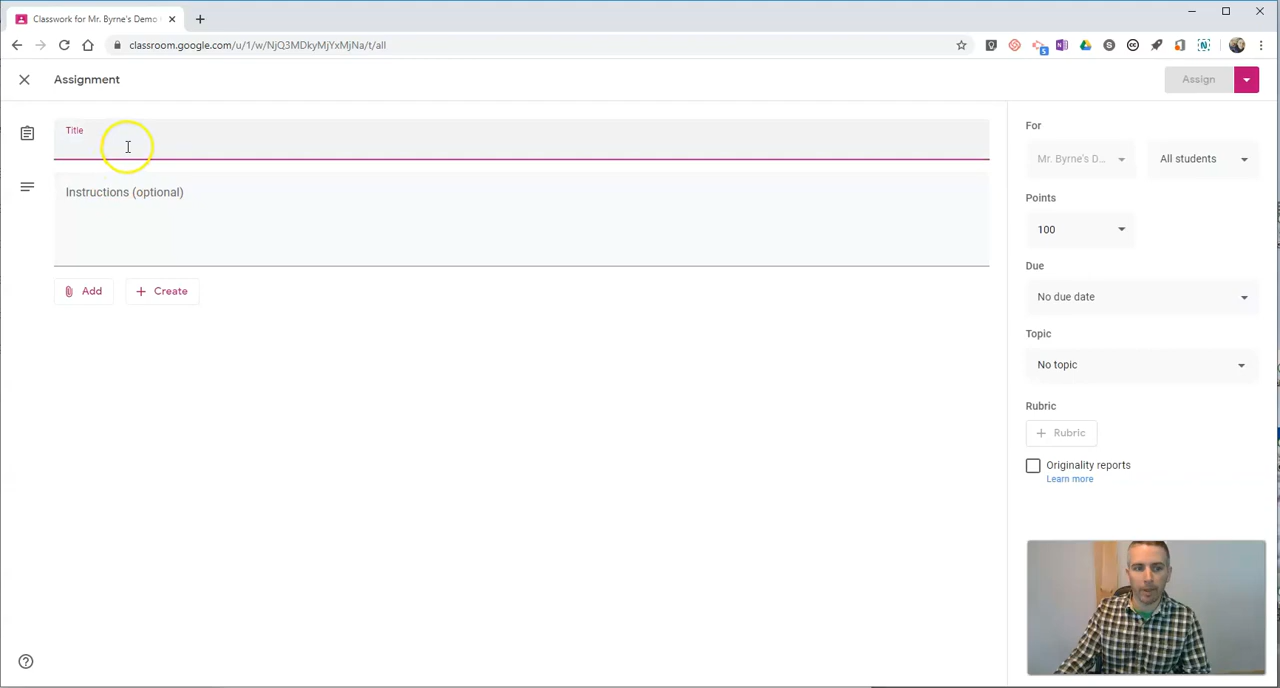 Classwork for Mr. Byrne's Demo
classroom.google.com/u/1/w/NjQ3MDkyMjYxMjNa/t/all
Assignment
Assign
Title
Instructions (optional)
Add
Create
For
Mr. Byrne's D...
All students
Points
100
Due
No due date
Topic
No topic
Rubric
Rubric
Originality reports
Learn more